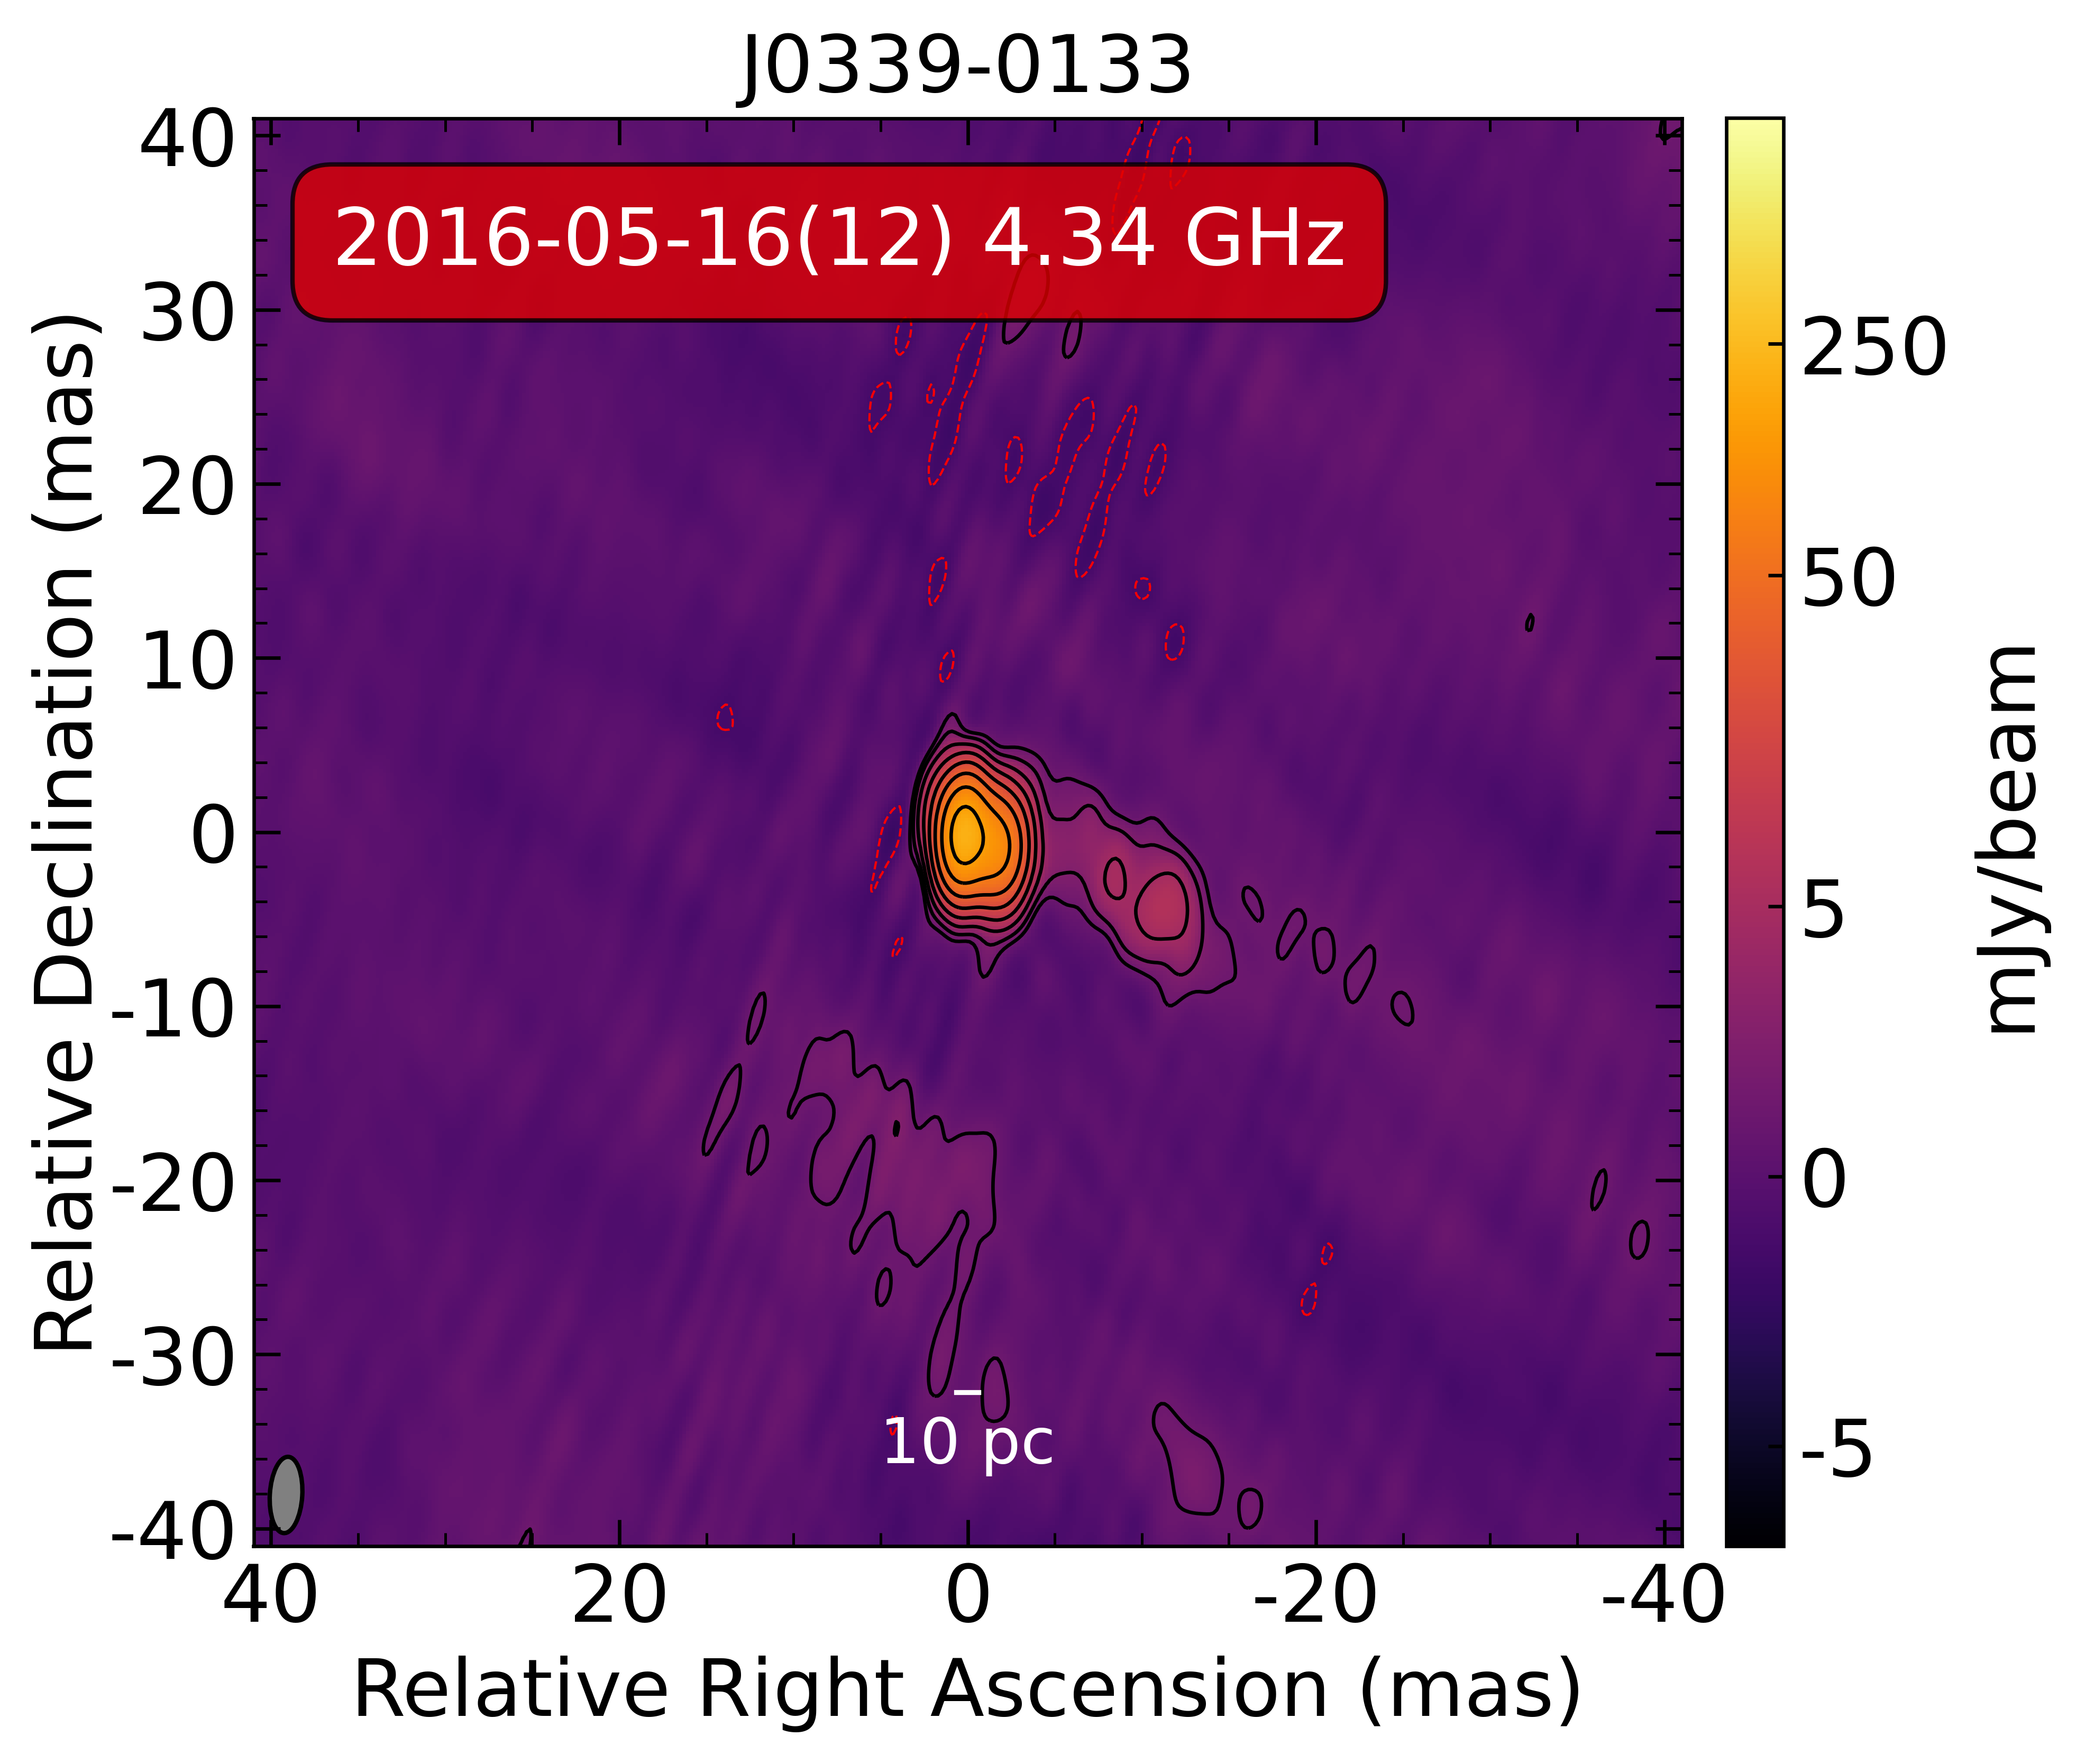 J0339-0133
2016-05-16(12) 4.34 GHz
Relative Declination (mas)
40
30
20
10
0
-10
-20
-30
-40
10 pc
40 20 0 -20 -40
Relative Right Ascension (mas)
250
50
5
0
-5
mJy/beam